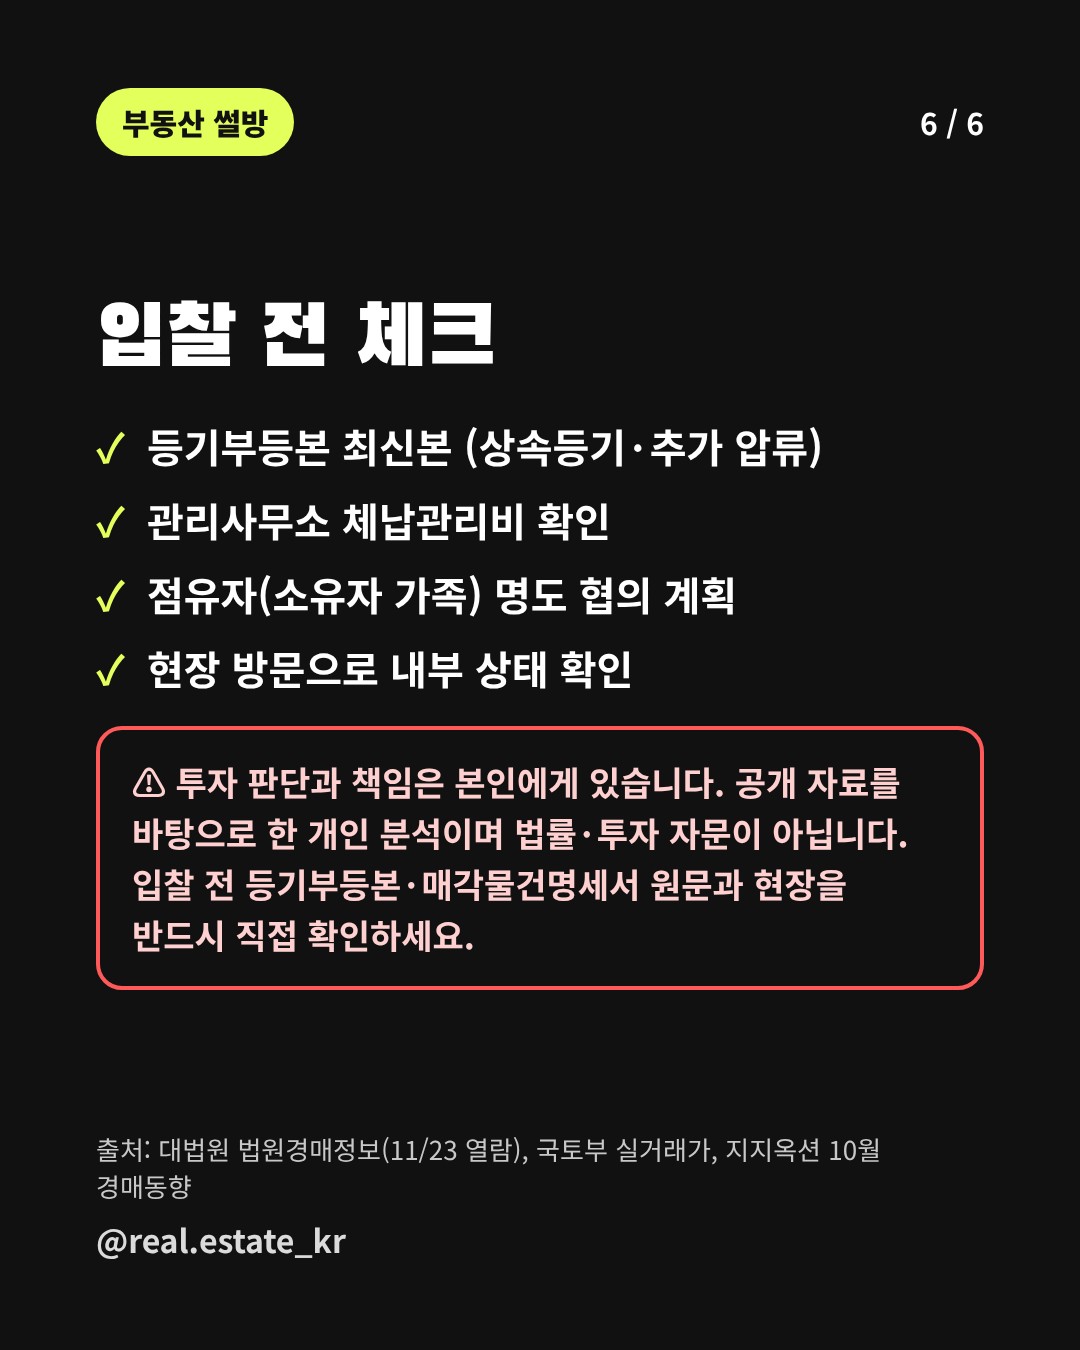 부동산 썰방
6 / 6
입찰 전 체크
✓ 등기부등본 최신본 (상속등기·추가 압류)
✓ 관리사무소 체납관리비 확인
✓ 점유자(소유자 가족) 명도 협의 계획
✓ 현장 방문으로 내부 상태 확인
⚠ 투자 판단과 책임은 본인에게 있습니다. 공개 자료를
바탕으로 한 개인 분석이며 법률·투자 자문이 아닙니다.
입찰 전 등기부등본·매각물건명세서 원문과 현장을
반드시 직접 확인하세요.
출처: 대법원 법원경매정보(11/23 열람), 국토부 실거래가, 지지옥션 10월
경매동향
@real.estate_kr